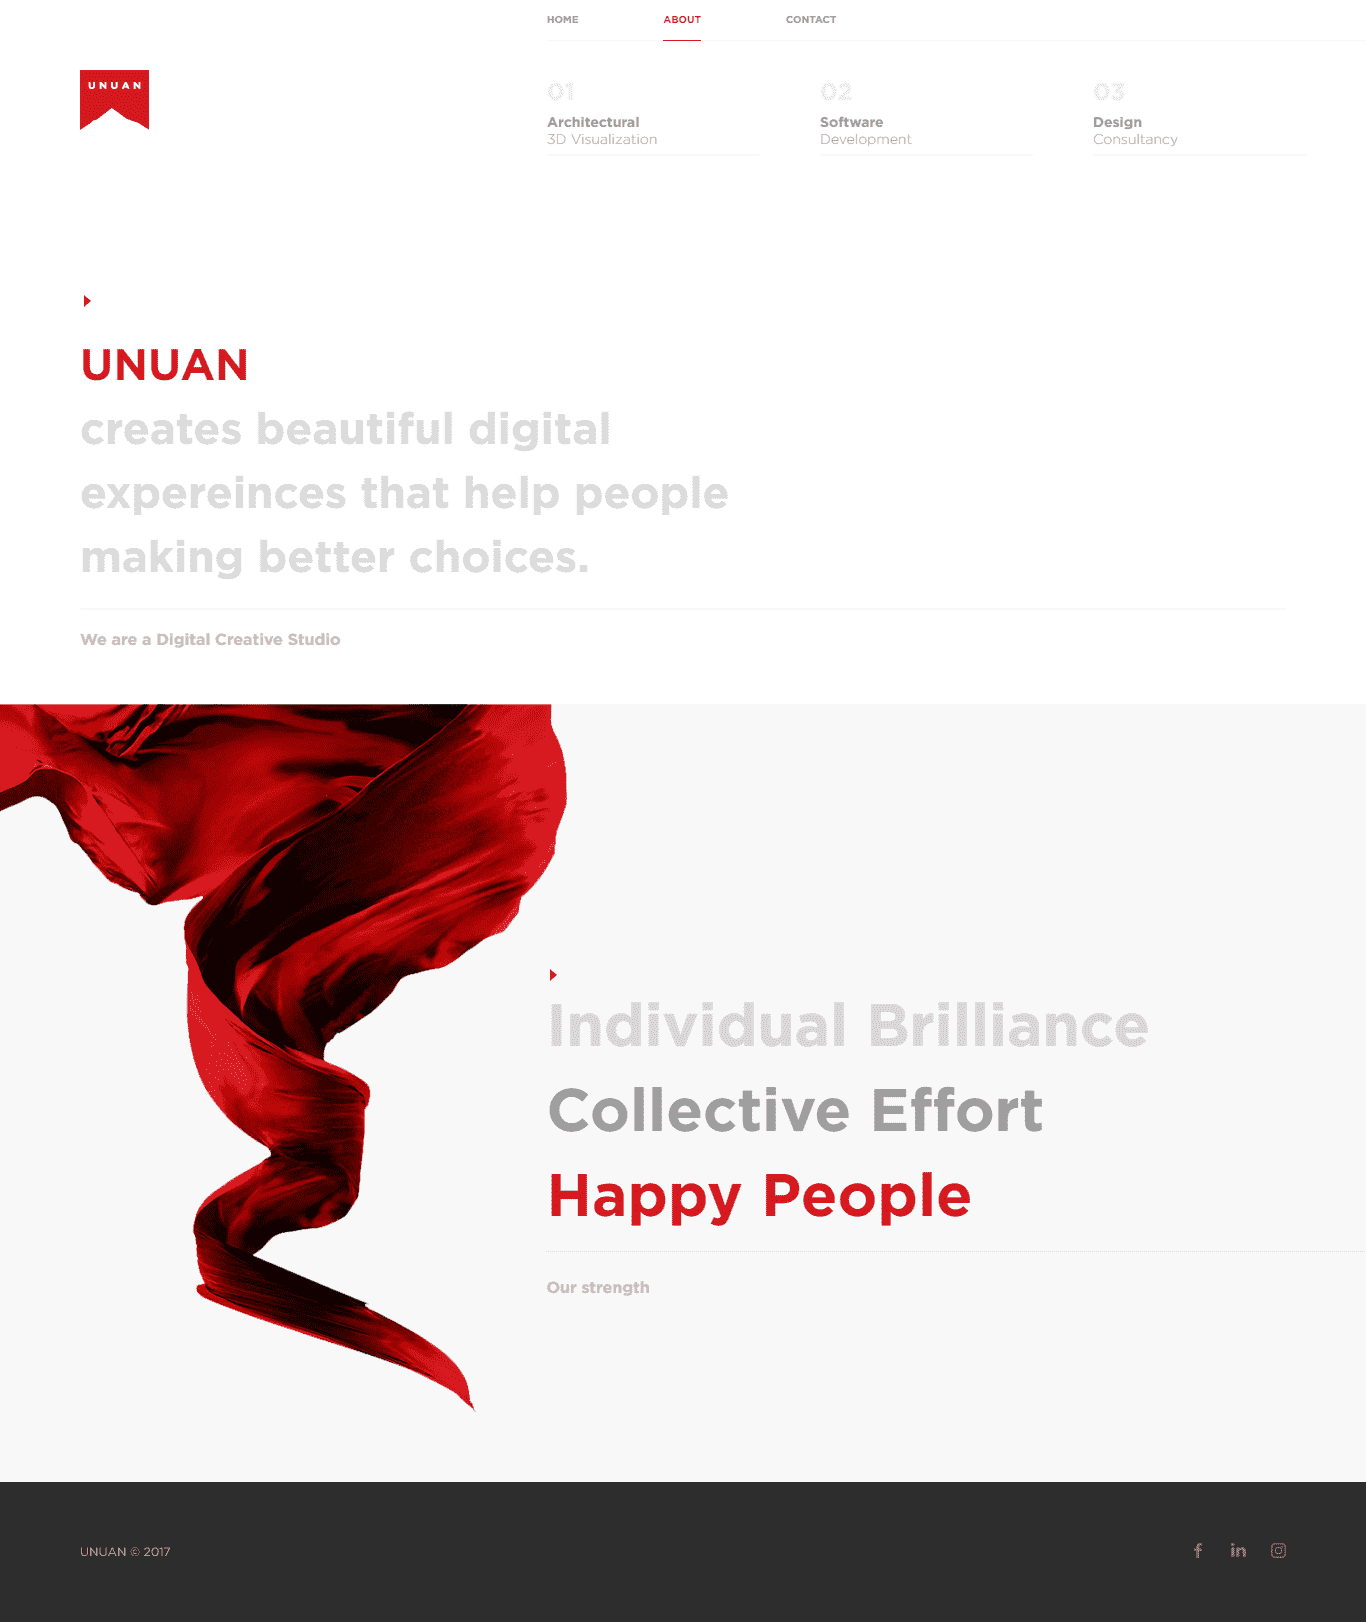 HOME
ABOUT
CONTACT
UNUAN
01
Architectural
3D Visualization
02
Software
Development
03
Design
Consultancy
UNUAN
creates beautiful digital
expereinces that help people
making better choices.
We are a Digital Creative Studio
Individual Brilliance
Collective Effort
Happy People
Our strength
UNUAN © 2017